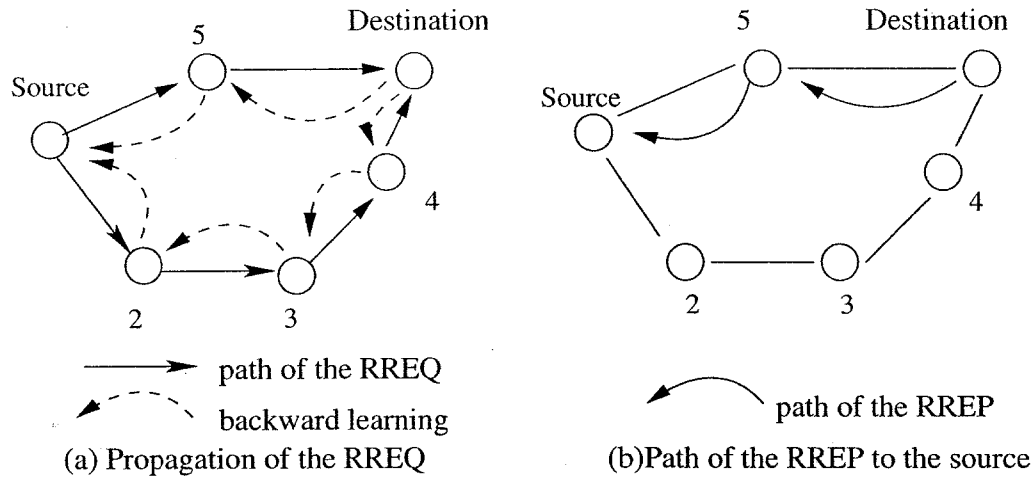 5
Destination
Source
4
2
3
path of the RREQ
backward learning
(a) Propagation of the RREQ
5
Destination
Source
4
2
3
path of the RREP
(b)Path of the RREP to the source